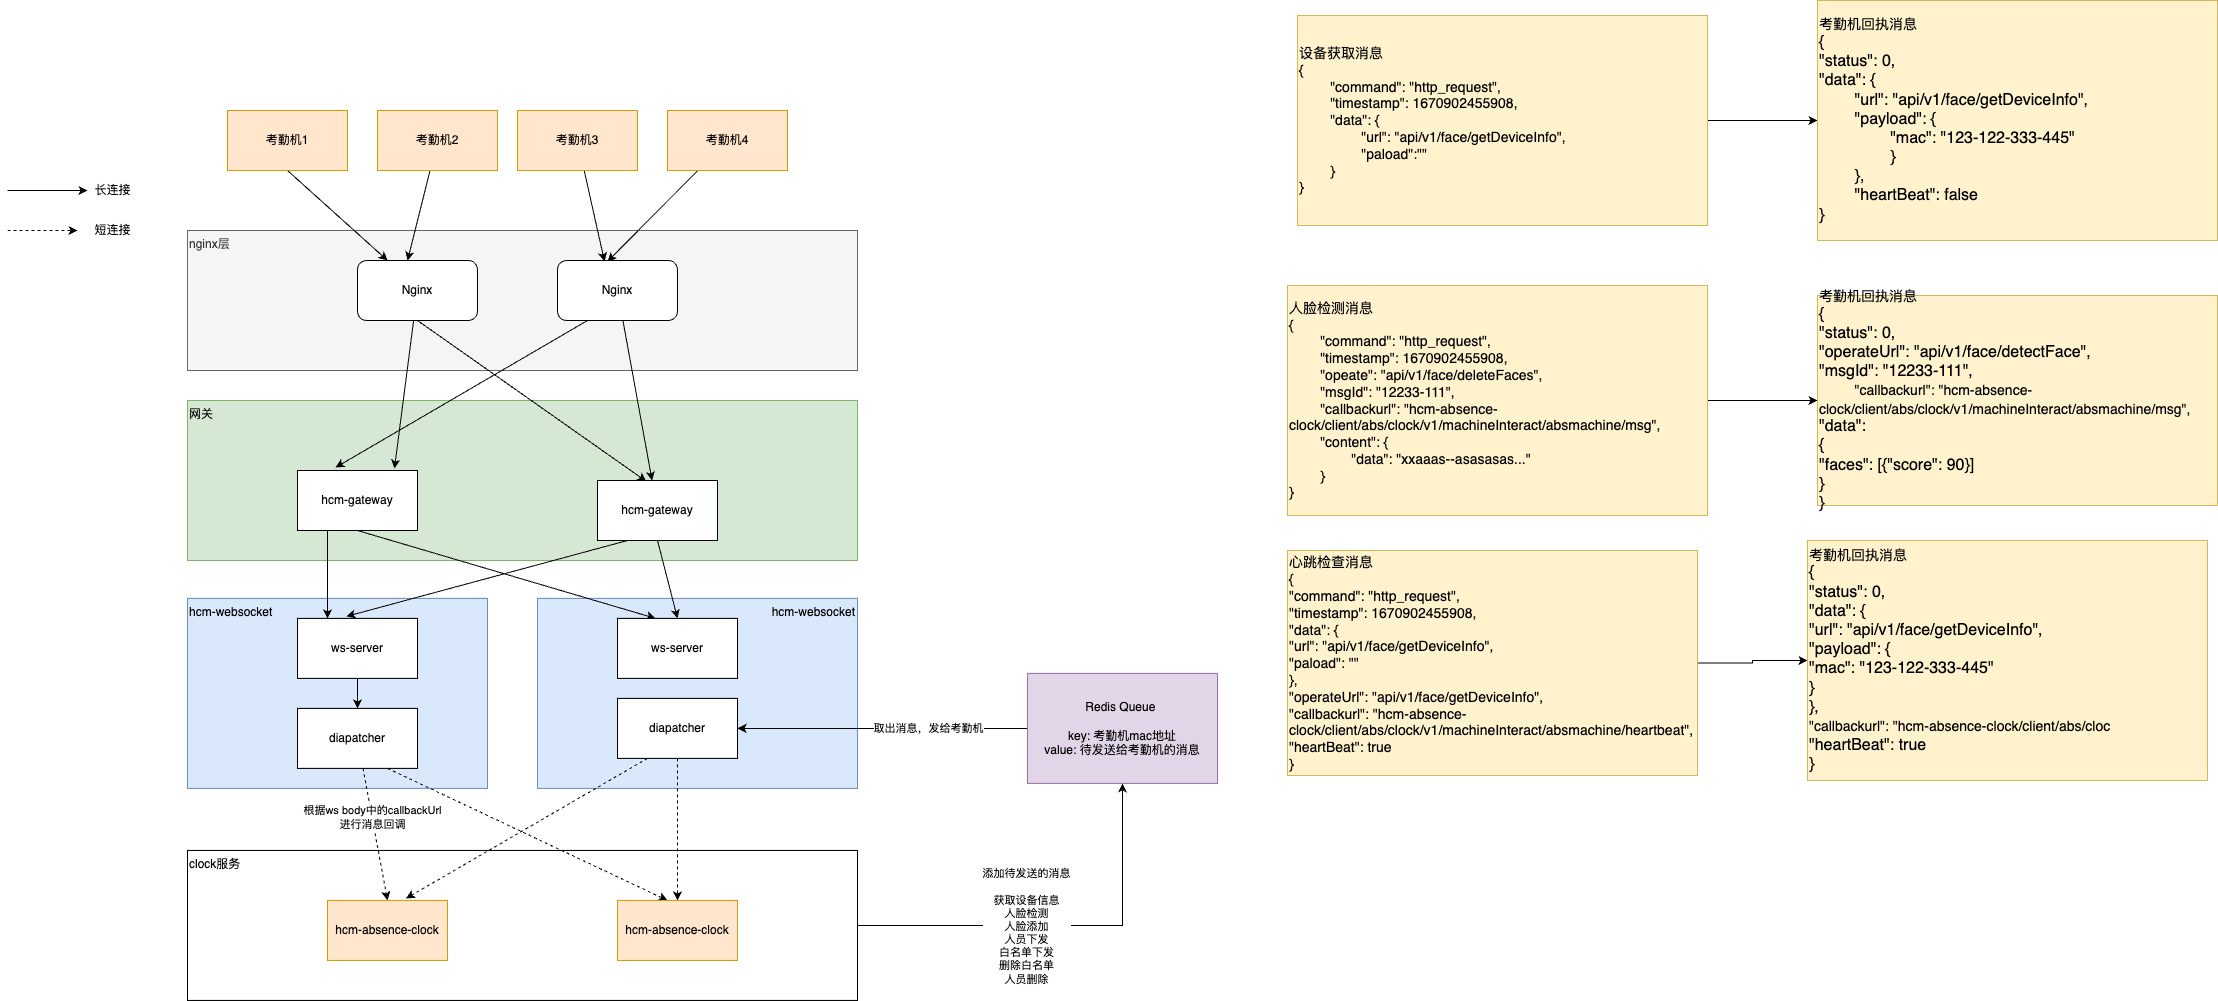 考勤机1
考勤机2
考勤机3
考勤机4
长连接
短连接
nginx层
Nginx
Nginx
网关
hcm-gateway
hcm-gateway
hcm-websocket
ws-server
diapatcher
hcm-websocket
ws-server
diapatcher
取出消息，发给考勤机
Redis Queue
key: 考勤机mac地址
value: 待发送给考勤机的消息
根据ws body中的callbackUrl
进行消息回调
clock服务
hcm-absence-clock
hcm-absence-clock
添加待发送的消息
获取设备信息
人脸检测
人脸添加
人员下发
白名单下发
删除白名单
人员删除
设备获取消息
{
"command": "http_request",
"timestamp": 1670902455908,
"data": {
"url": "api/v1/face/getDeviceInfo",
"paload":""
}
}
考勤机回执消息
{
"status": 0,
"data": {
"url": "api/v1/face/getDeviceInfo",
"payload": {
"mac": "123-122-333-445"
}
},
"heartBeat": false
}
人脸检测消息
{
"command": "http_request",
"timestamp": 1670902455908,
"opeate": "api/v1/face/deleteFaces",
"msgId": "12233-111",
"callbackurl": "hcm-absence-
clock/client/abs/clock/v1/machineInteract/absmachine/msg",
"content": {
"data": "xxaaas--asasasas..."
}
}
考勤机回执消息
{
"status": 0,
"operateUrl": "api/v1/face/detectFace",
"msgId": "12233-111",
"callbackurl": "hcm-absence-
clock/client/abs/clock/v1/machineInteract/absmachine/msg",
"data":
{
"faces": [{"score": 90}]
}
}
心跳检查消息
{
"command": "http_request",
"timestamp": 1670902455908,
"data": {
"url": "api/v1/face/getDeviceInfo",
"paload": ""
},
"operateUrl": "api/v1/face/getDeviceInfo",
"callbackurl": "hcm-absence-
clock/client/abs/clock/v1/machineInteract/absmachine/heartbeat",
"heartBeat": true
}
考勤机回执消息
{
"status": 0,
"data": {
"url": "api/v1/face/getDeviceInfo",
"payload": {
"mac": "123-122-333-445"
}
},
"callbackurl": "hcm-absence-clock/client/abs/cloc
"heartBeat": true
}